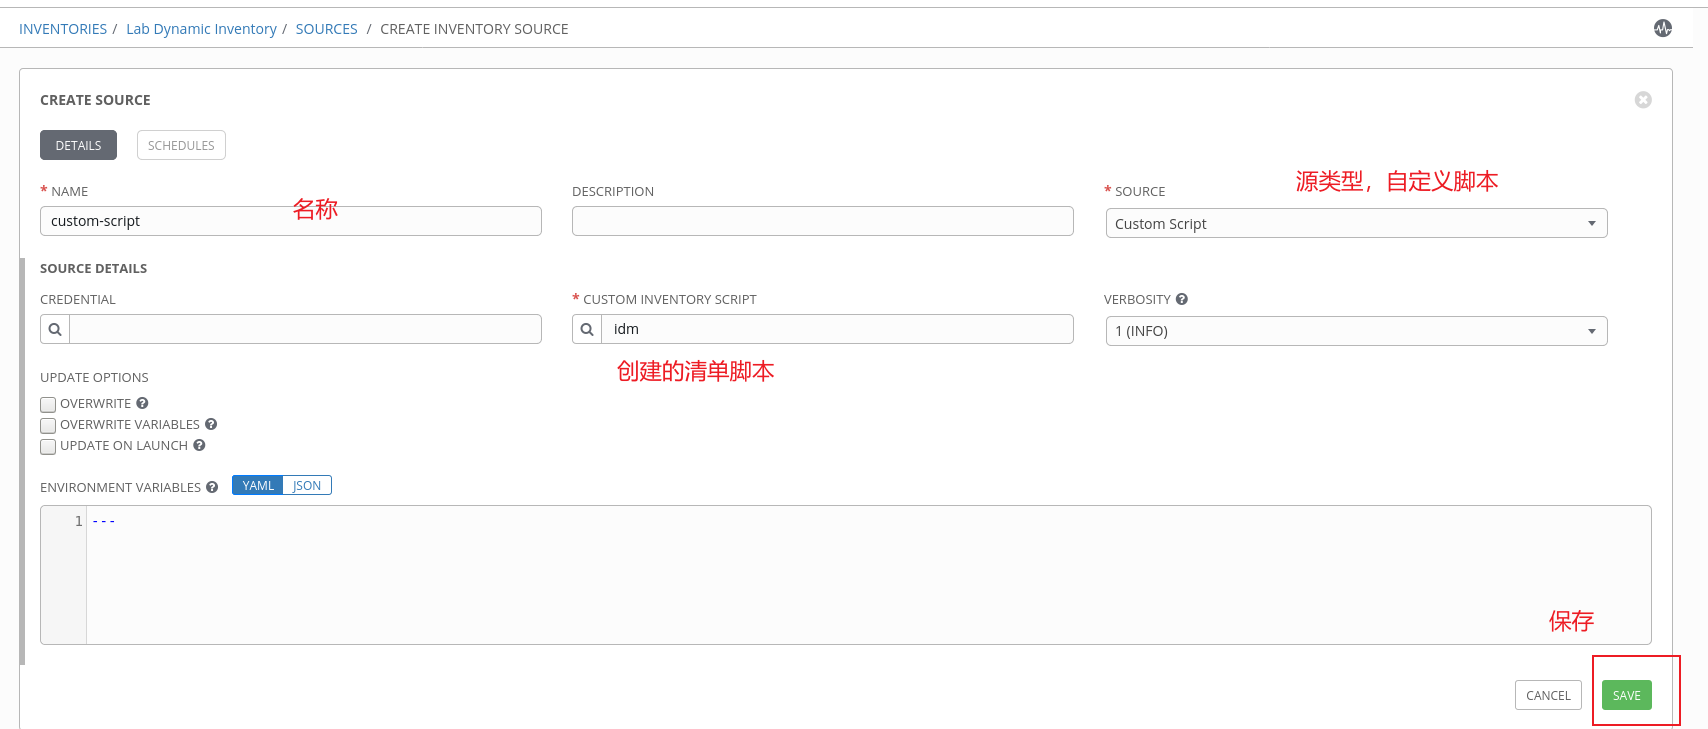 INVENTORIES / Lab Dynamic Inventory / SOURCES / CREATE INVENTORY SOURCE
CREATE SOURCE
DETAILS SCHEDULES
源类型，自定义脚本
* NAME DESCRIPTION * SOURCE
名称
custom-script Custom Script
SOURCE DETAILS
CREDENTIAL * CUSTOM INVENTORY SCRIPT VERBOSITY ?
idm 1 (INFO)
创建的清单脚本
UPDATE OPTIONS
OVERWRITE ?
OVERWRITE VARIABLES ?
UPDATE ON LAUNCH ?
ENVIRONMENT VARIABLES ? YAML JSON
1 ---
保存
CANCEL SAVE